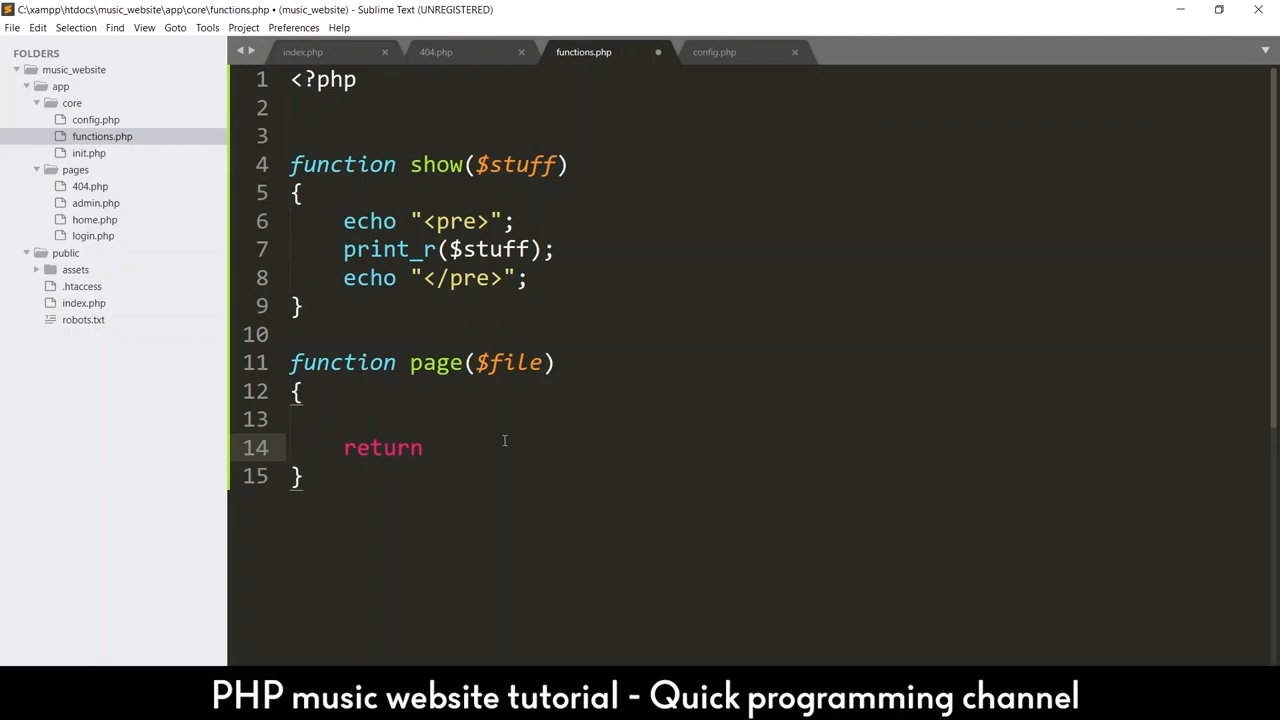 C:\xampp\htdocs\music_website\app\core\functions.php • (music_website) - Sublime Text (UNREGISTERED)
File Edit Selection Find View Goto Tools Project Preferences Help
FOLDERS
music_website
app
core
config.php
functions.php
init.php
pages
404.php
admin.php
home.php
login.php
public
assets
.htaccess
index.php
robots.txt
index.php 404.php functions.php config.php
1 <?php
2
3
4 function show($stuff)
5 {
6 echo "<pre>";
7 print_r($stuff);
8 echo "</pre>";
9 }
10
11 function page($file)
12 {
13
14 return
15 }
PHP music website tutorial - Quick programming channel